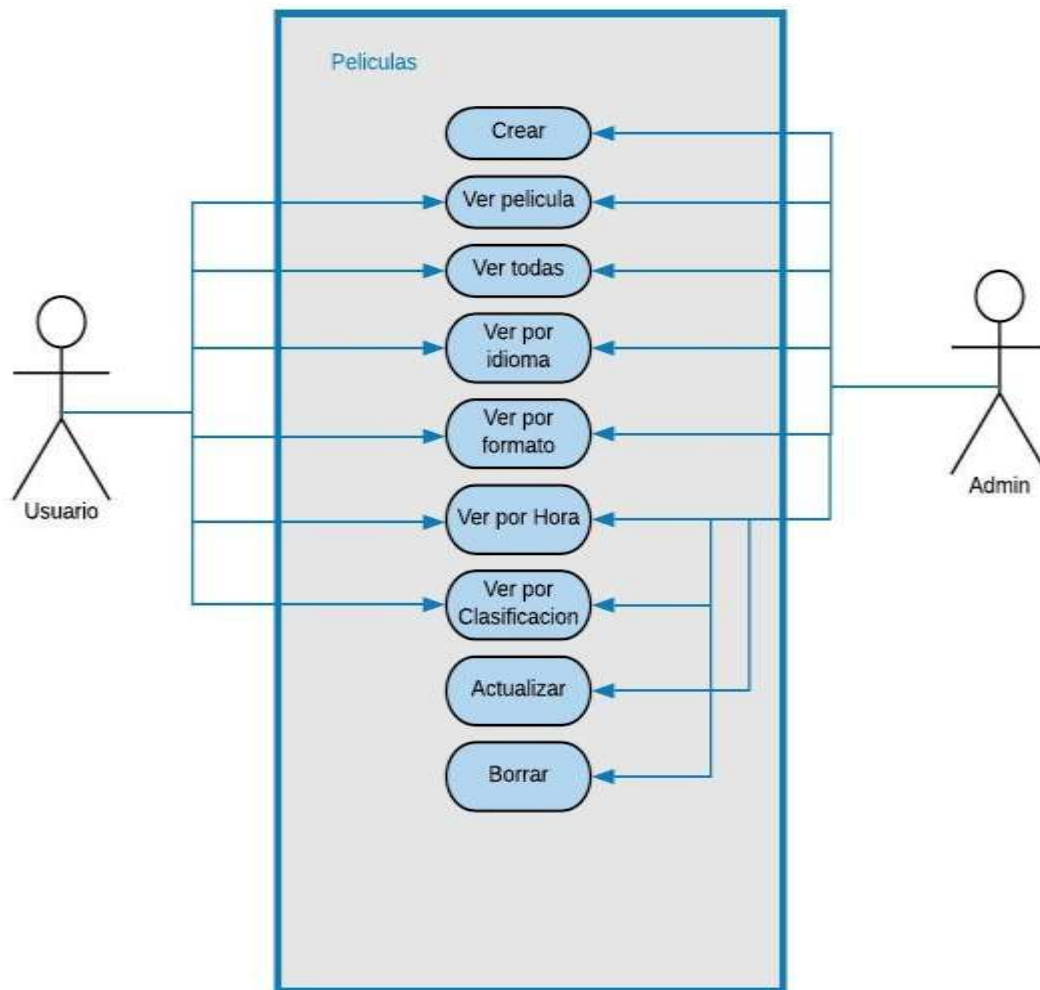 Peliculas
Crear
Ver pelicula
Ver todas
Ver por
idioma
Ver por
formato
Ver por Hora
Ver por
Clasificacion
Actualizar
Borrar
Usuario
Admin